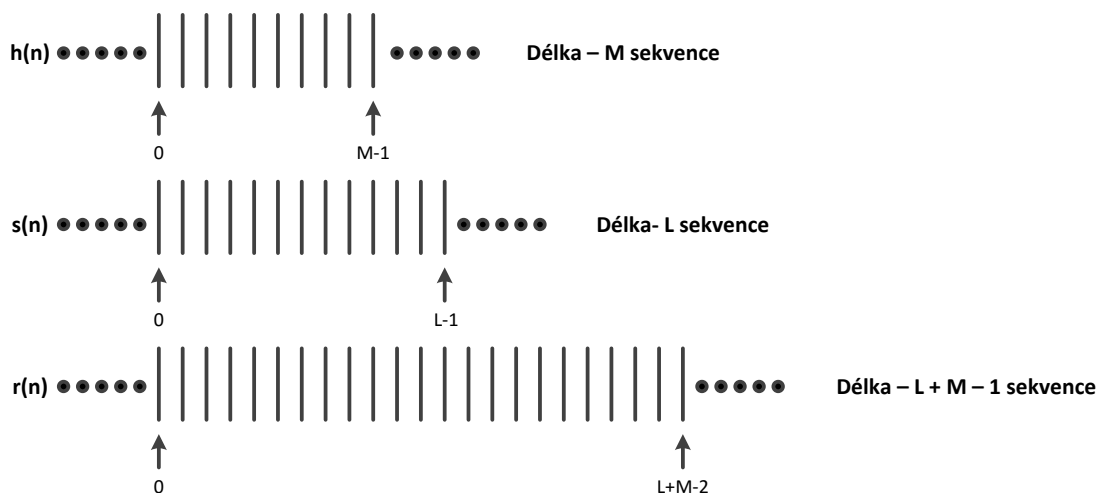 h(n) Délka – M sekvence
0 M-1
s(n) Délka- L sekvence
0 L-1
r(n) Délka – L + M – 1 sekvence
0 L+M-2